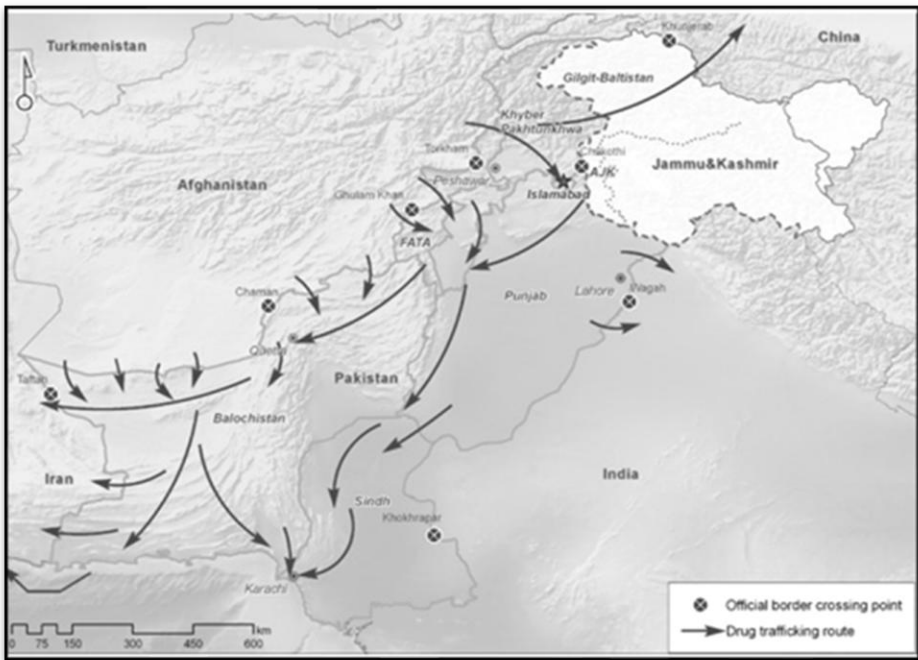 Turkmenistan
Khunjerab
China
Gilgit-Baltistan
Khyber
Pakhtunkhwa
Torkham
Chakothi
Peshawar
AJK
Jammu&Kashmir
Afghanistan
Islamabad
Ghulam Khan
FATA
Lahore
Wagah
Chaman
Punjab
Quetta
Taftan
Pakistan
Balochistan
Iran
India
Sindh
Khokhrapar
Karachi
Official border crossing point
Drug trafficking route
km
0 75 150 300 450 600